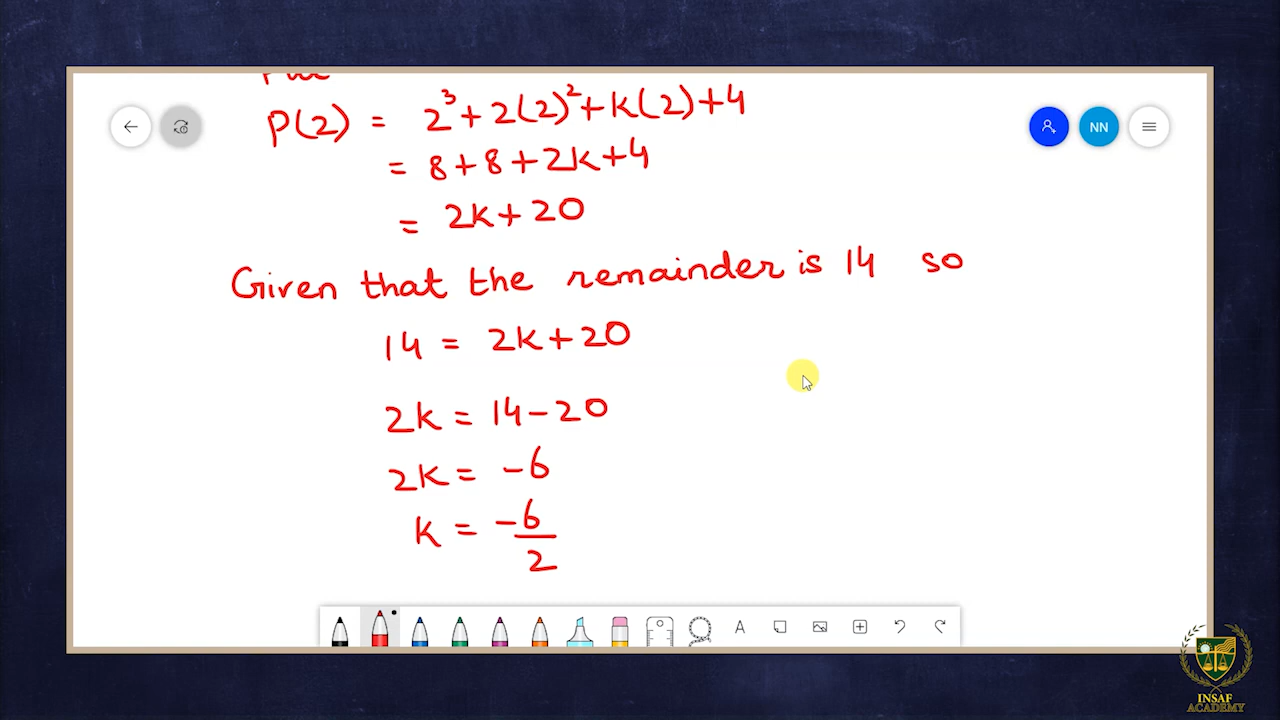 P(2) = 2³ + 2(2)² + K(2) + 4
= 8 + 8 + 2K + 4
= 2K + 20
Given that the remainder is 14 so
14 = 2K + 20
2K = 14 - 20
2K = -6
K = -6/2
NN
A
INSAF
ACADEMY